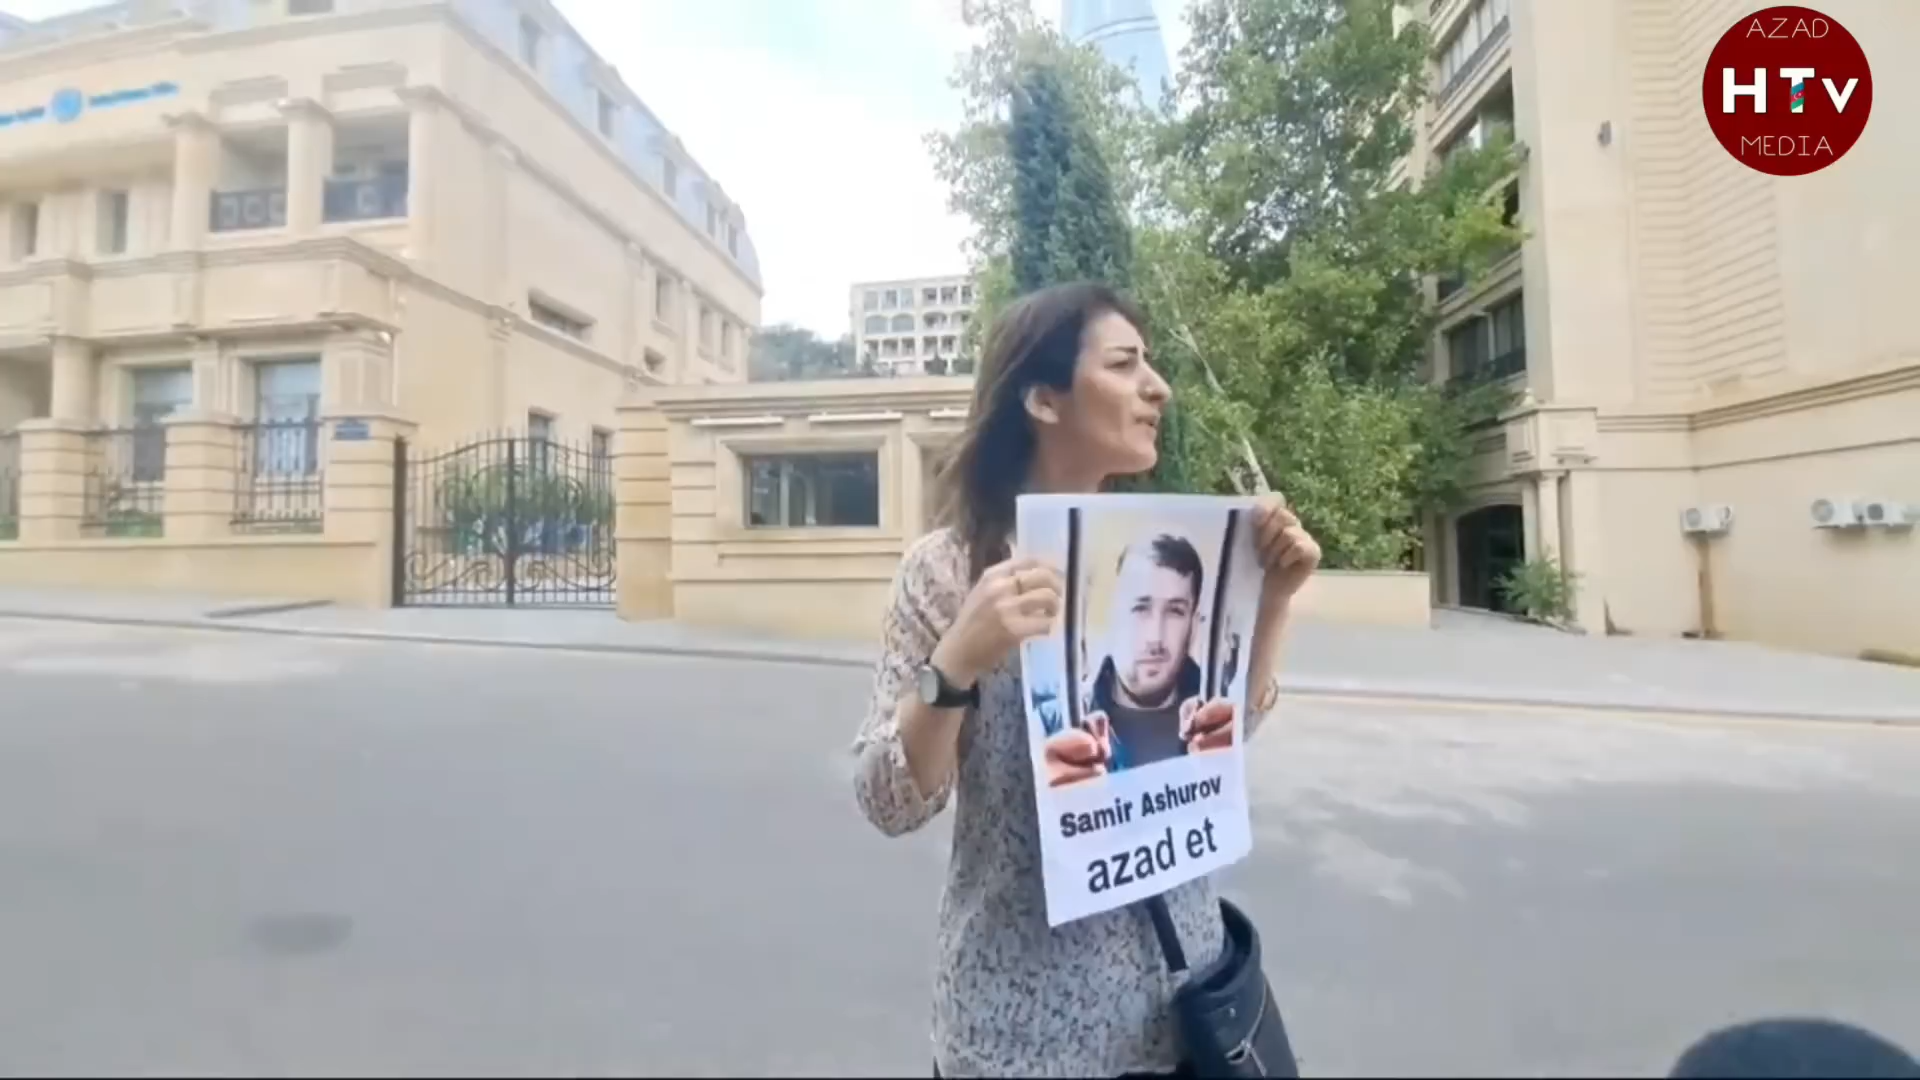 AZAD
HTv
MEDIA
Samir Ashurov
azad et